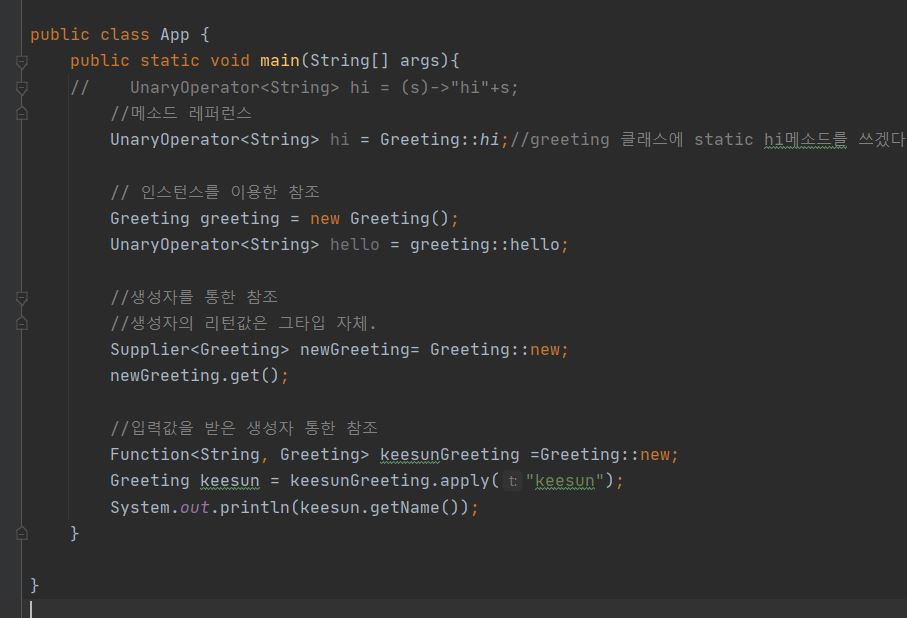 public class App {
public static void main(String[] args){
//    UnaryOperator<String> hi = (s)->"hi"+s;
//메소드 레퍼런스
UnaryOperator<String> hi = Greeting::hi;//greeting 클래스에 static hi메소드를 쓰겠다
// 인스턴스를 이용한 참조
Greeting greeting = new Greeting();
UnaryOperator<String> hello = greeting::hello;
//생성자를 통한 참조
//생성자의 리턴값은 그타입 자체.
Supplier<Greeting> newGreeting= Greeting::new;
newGreeting.get();
//입력값을 받은 생성자 통한 참조
Function<String, Greeting> keesunGreeting =Greeting::new;
Greeting keesun = keesunGreeting.apply( t: "keesun");
System.out.println(keesun.getName());
}
}